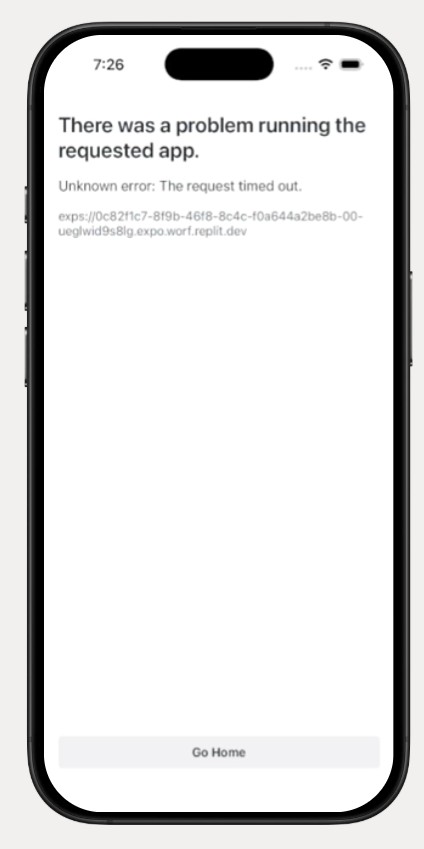 7:26
There was a problem running the
requested app.
Unknown error: The request timed out.
exps://0c82f1c7-8f9b-46f8-8c4c-f0a644a2be8b-00-
ueglwid9s8lg.expo.worf.replit.dev
Go Home